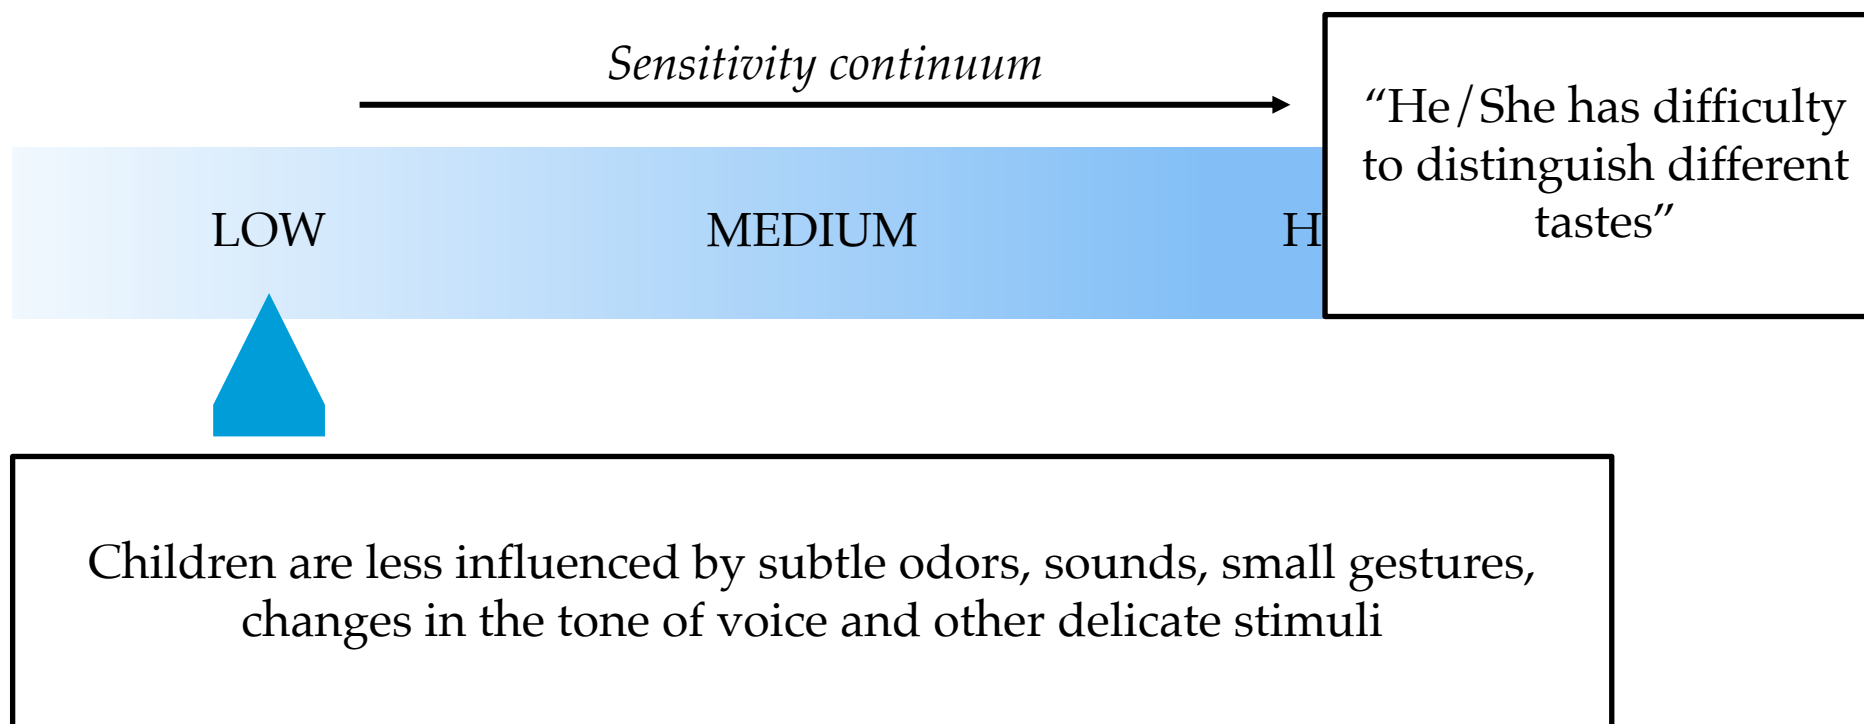 Sensitivity continuum
“He/She has difficulty
to distinguish different
tastes”
LOW
MEDIUM
H
Children are less influenced by subtle odors, sounds, small gestures,
changes in the tone of voice and other delicate stimuli